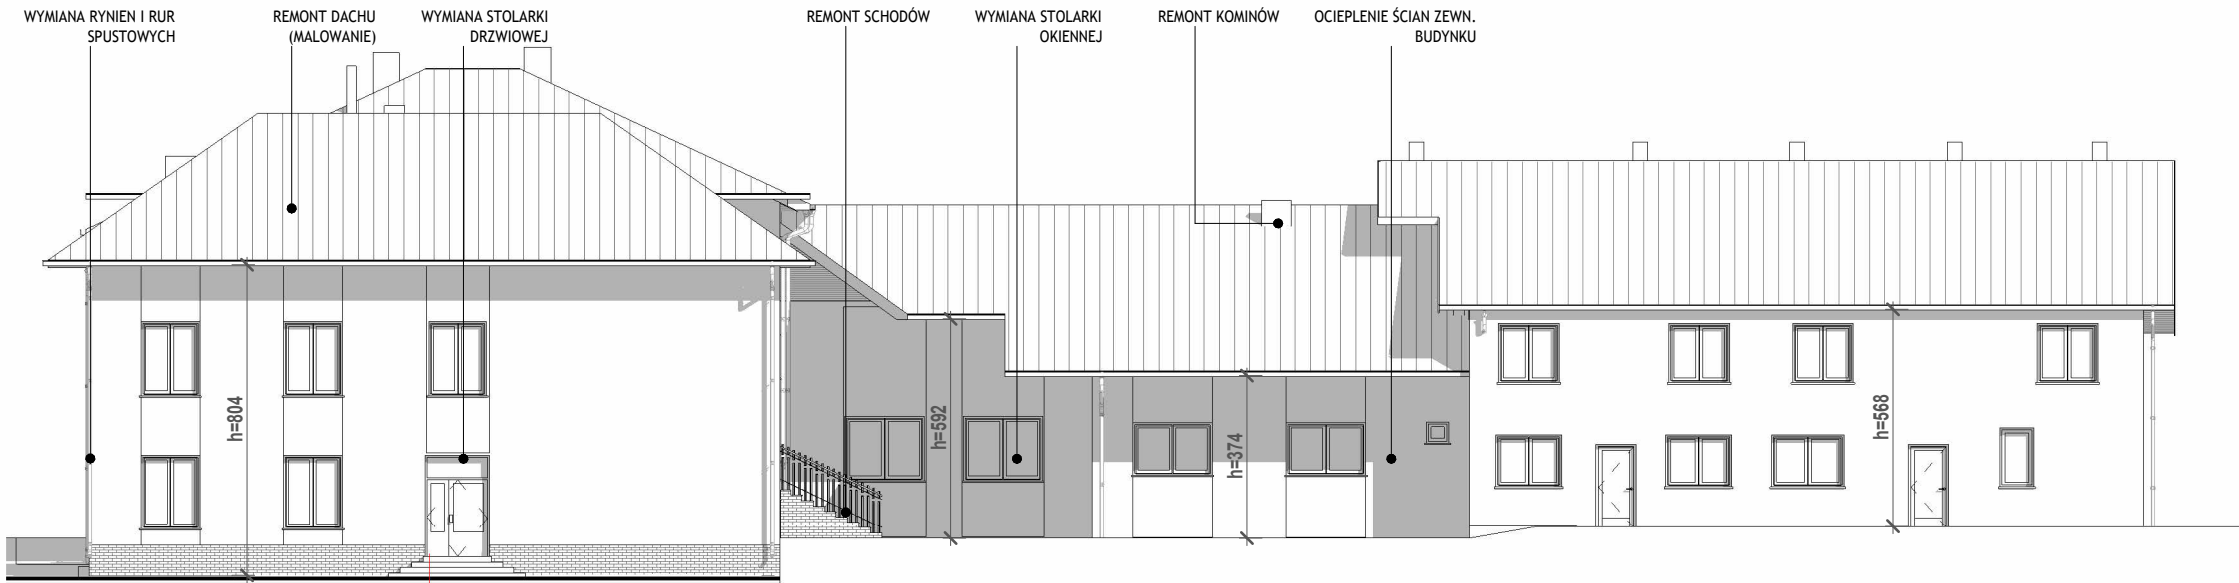 WYMIANA RYNIEN I RUR
SPUSTOWYCH
REMONT DACHU
(MALOWANIE)
WYMIANA STOLARKI
DRZWIOWEJ
REMONT SCHODÓW
WYMIANA STOLARKI
OKIENNEJ
REMONT KOMINÓW
OCIEPLENIE ŚCIAN ZEWN.
BUDYNKU
h=804
h=592
h=374
h=568